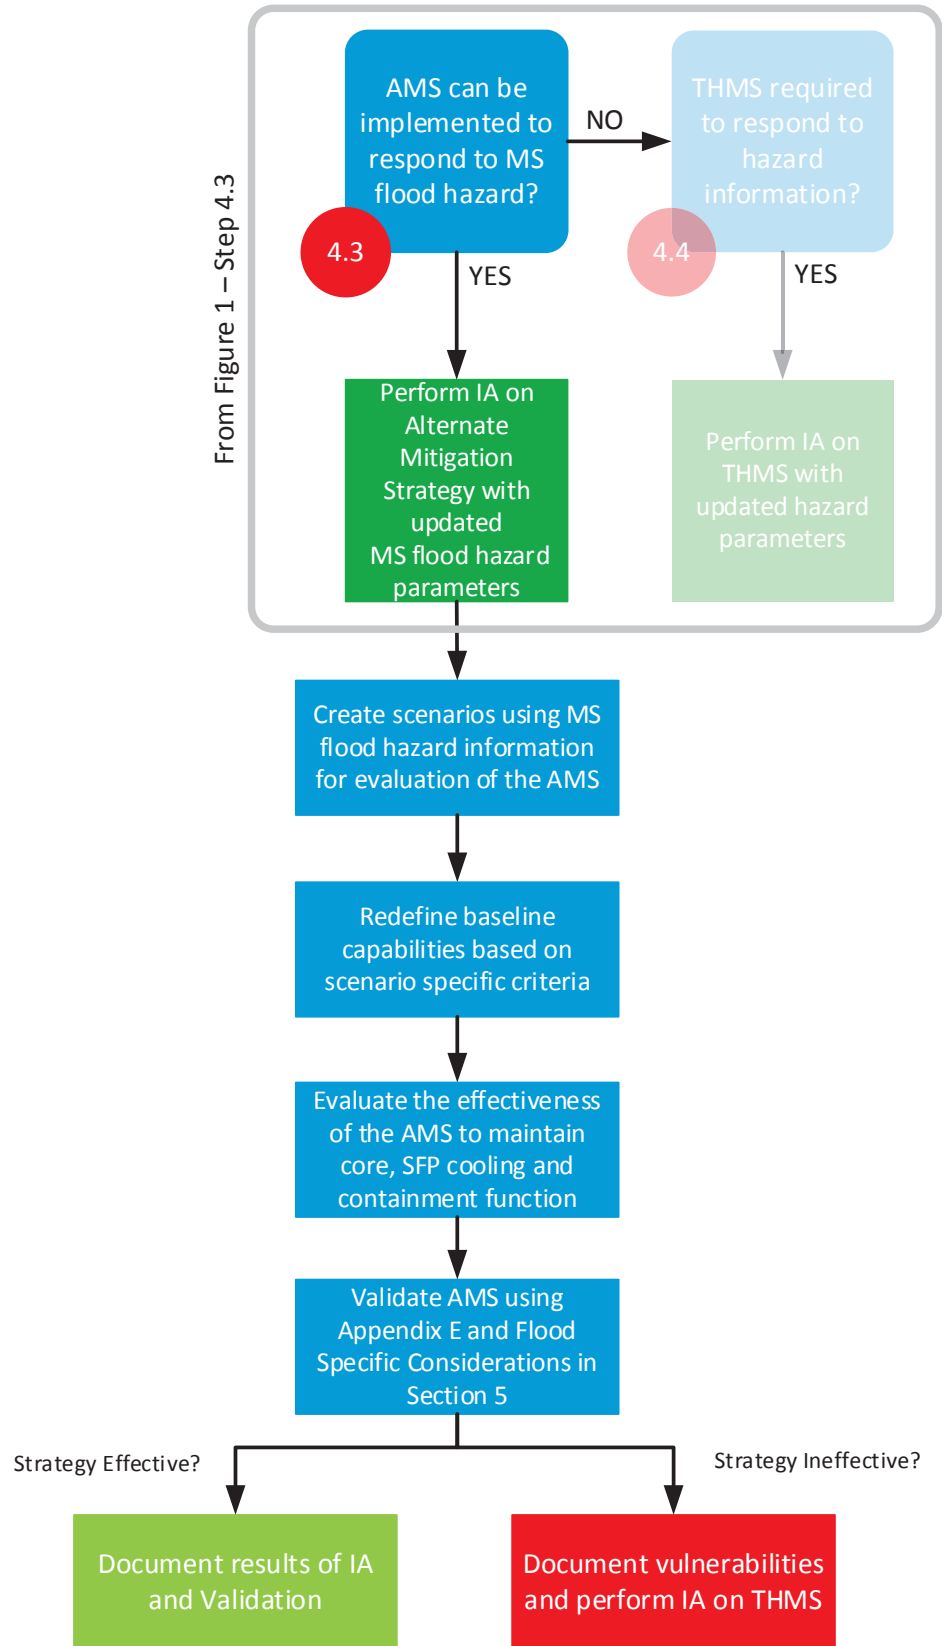 From Figure 1 – Step 4.3
AMS can be
implemented to
respond to MS
flood hazard?
NO
THMS required
to respond to
hazard
information?
4.3
YES
4.4
YES
Perform IA on
Alternate
Mitigation
Strategy with
updated
MS flood hazard
parameters
Perform IA on
THMS with
updated hazard
parameters
Create scenarios using MS
flood hazard information
for evaluation of the AMS
Redefine baseline
capabilities based on
scenario specific criteria
Evaluate the effectiveness
of the AMS to maintain
core, SFP cooling and
containment function
Validate AMS using
Appendix E and Flood
Specific Considerations in
Section 5
Strategy Effective?
Strategy Ineffective?
Document results of IA
and Validation
Document vulnerabilities
and perform IA on THMS